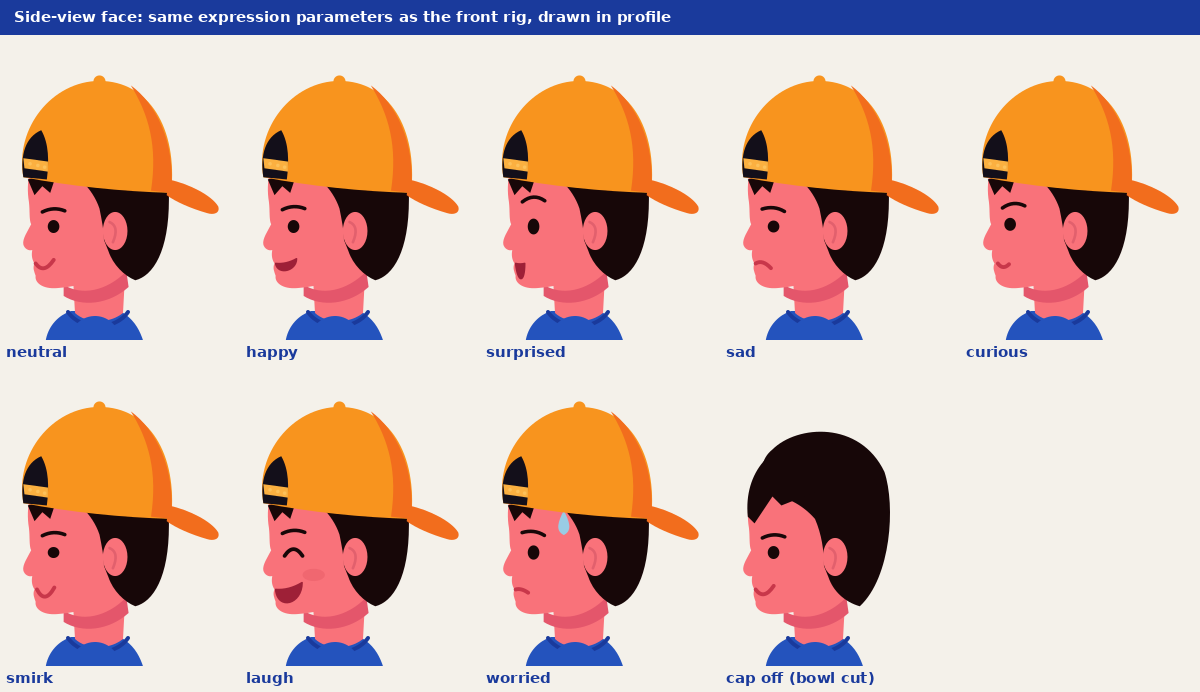 Side-view face: same expression parameters as the front rig, drawn in profile
neutral
happy
surprised
sad
curious
smirk
laugh
worried
cap off (bowl cut)